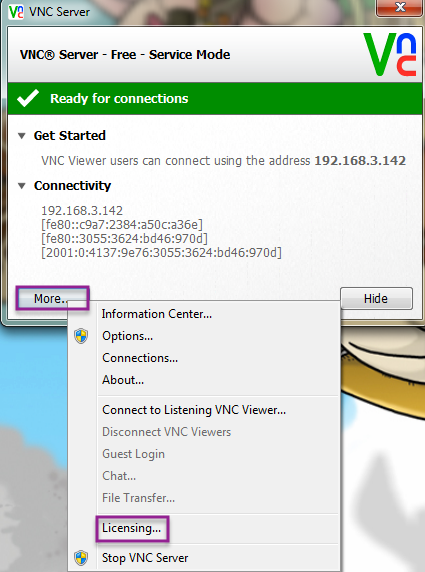 VNC Server
VNC® Server - Free - Service Mode
Ready for connections
Get Started
VNC Viewer users can connect using the address 192.168.3.142
Connectivity
192.168.3.142
[fe80::c9a7:2384:a50c:a36e]
[fe80::3055:3624:bd46:970d]
[2001:0:4137:9e76:3055:3624:bd46:970d]
More... Hide
Information Center...
Options...
Connections...
About...
Connect to Listening VNC Viewer...
Disconnect VNC Viewers
Guest Login
Chat...
File Transfer...
Licensing...
Stop VNC Server